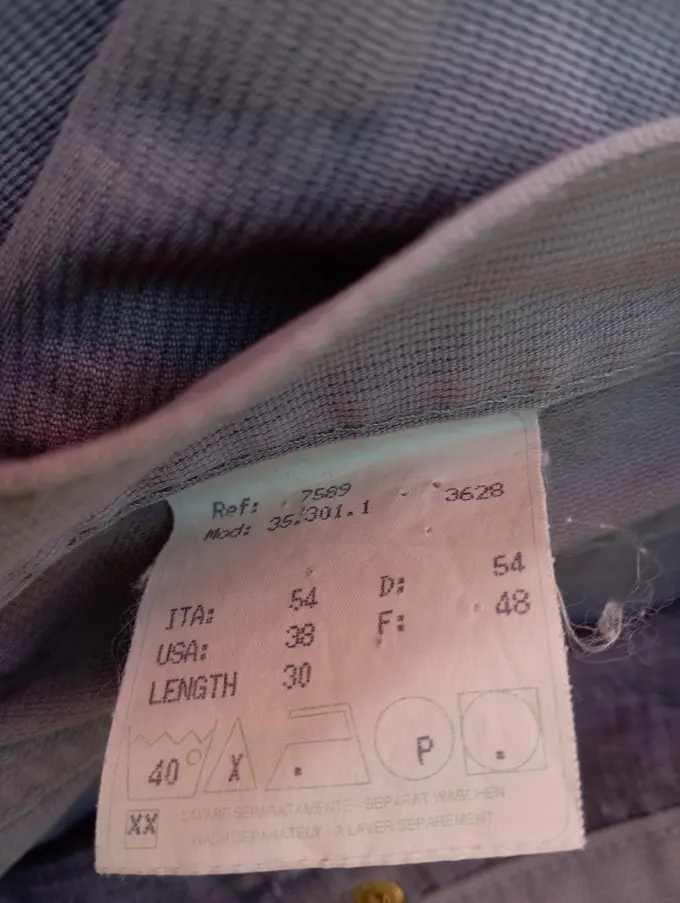 Ref: 7589 3628
Mod: 35.301.1
ITA: 54 D: 54
USA: 38 F: 48
LENGTH 30
40 X P
XX LAVARE SEPARATAMENTE - SEPARAT WASCHEN
WASH SEPARATELY - A LAVER SEPAREMENT